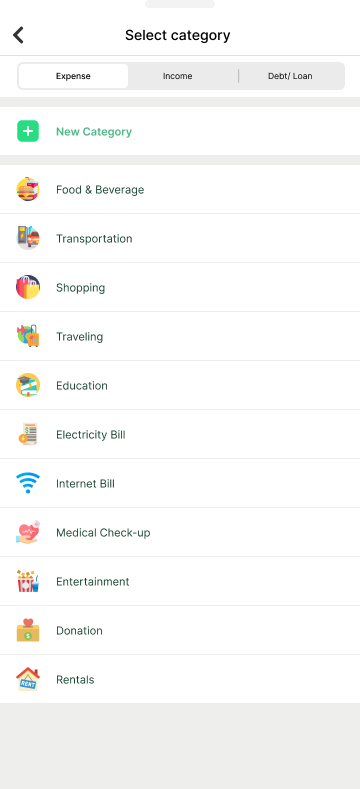 Select category
Expense
Income
Debt/ Loan
New Category
Food & Beverage
Transportation
Shopping
Traveling
Education
Electricity Bill
Internet Bill
Medical Check-up
Entertainment
Donation
RENT
Rentals